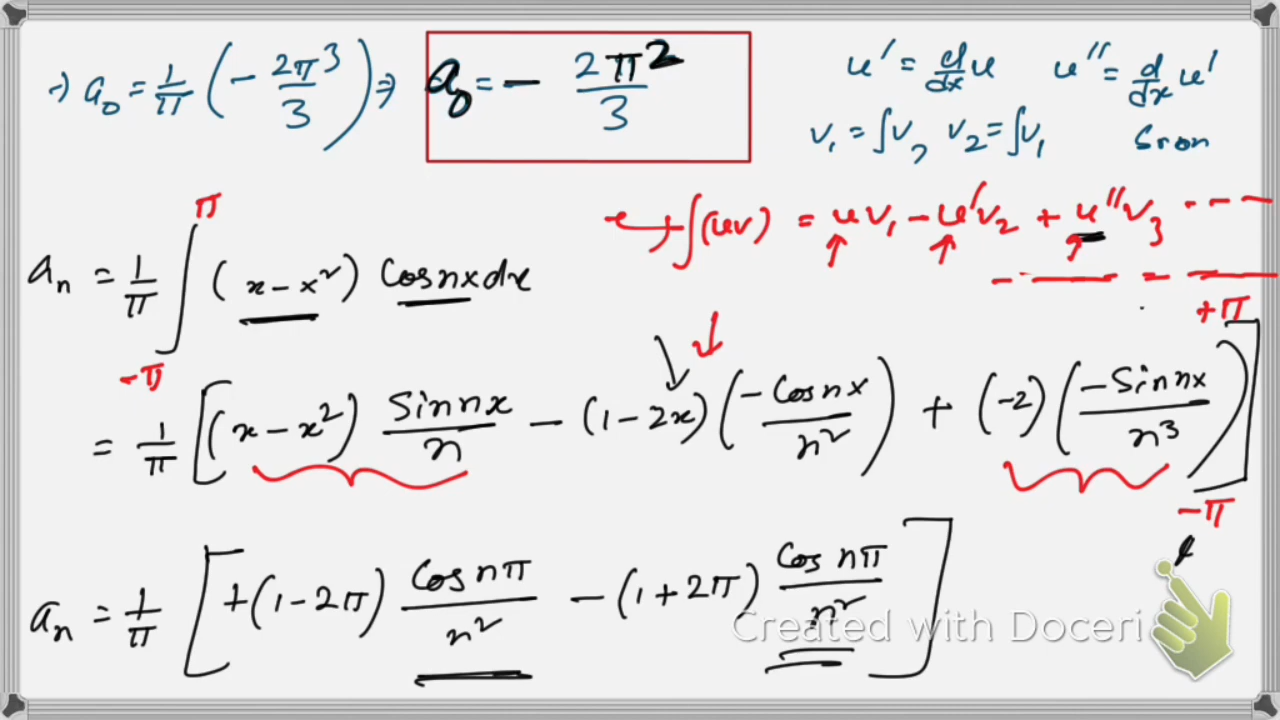 ⇒ a₀ = 1/π (− 2π³/3) ⇒ a₀ = − 2π²/3
u' = d/dx u u'' = d/dx u'
v₁ = ∫v, v₂ = ∫v₁
∫(uv) = uv₁ − u'v₂ + u''v₃ ----
aₙ = 1/π ∫_{-π}^{π} (x − x²) Cosnx dx
= 1/π [(x − x²) Sinnx/n − (1 − 2x) (−Cosnx/n²) + (−2) (−Sinnx/n³)]_{-π}^{+π}
aₙ = 1/π [+(1 − 2π) Cosnπ/n² − (1 + 2π) Cosnπ/n²]
Created with Doceri